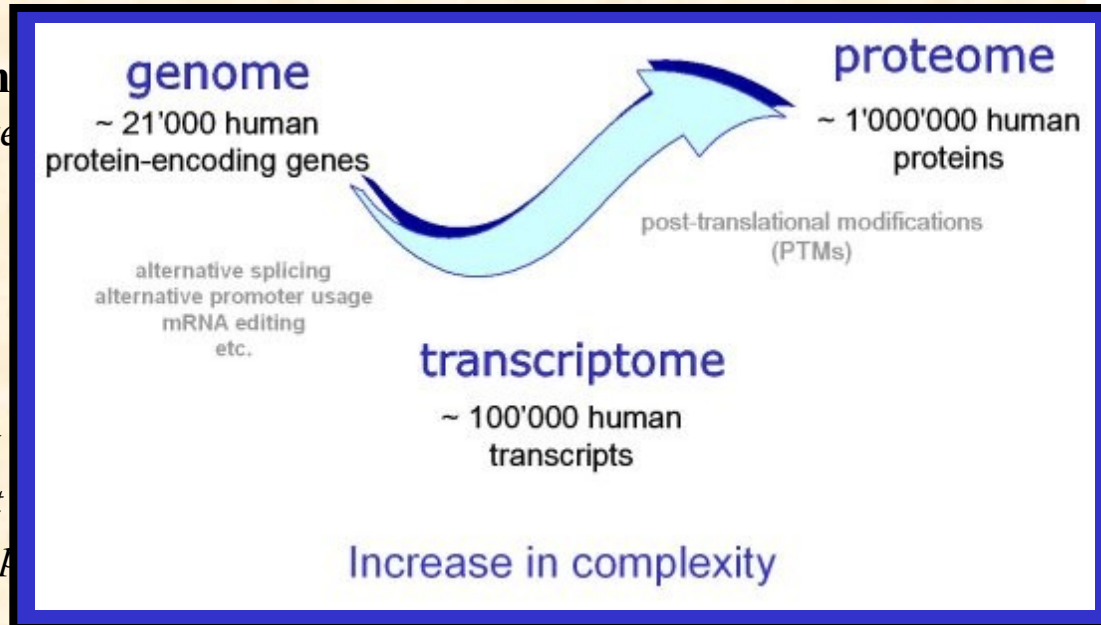 genome
~ 21'000 human
protein-encoding genes
proteome
~ 1'000'000 human
proteins
post-translational modifications
(PTMs)
alternative splicing
alternative promoter usage
mRNA editing
etc.
transcriptome
~ 100'000 human
transcripts
Increase in complexity